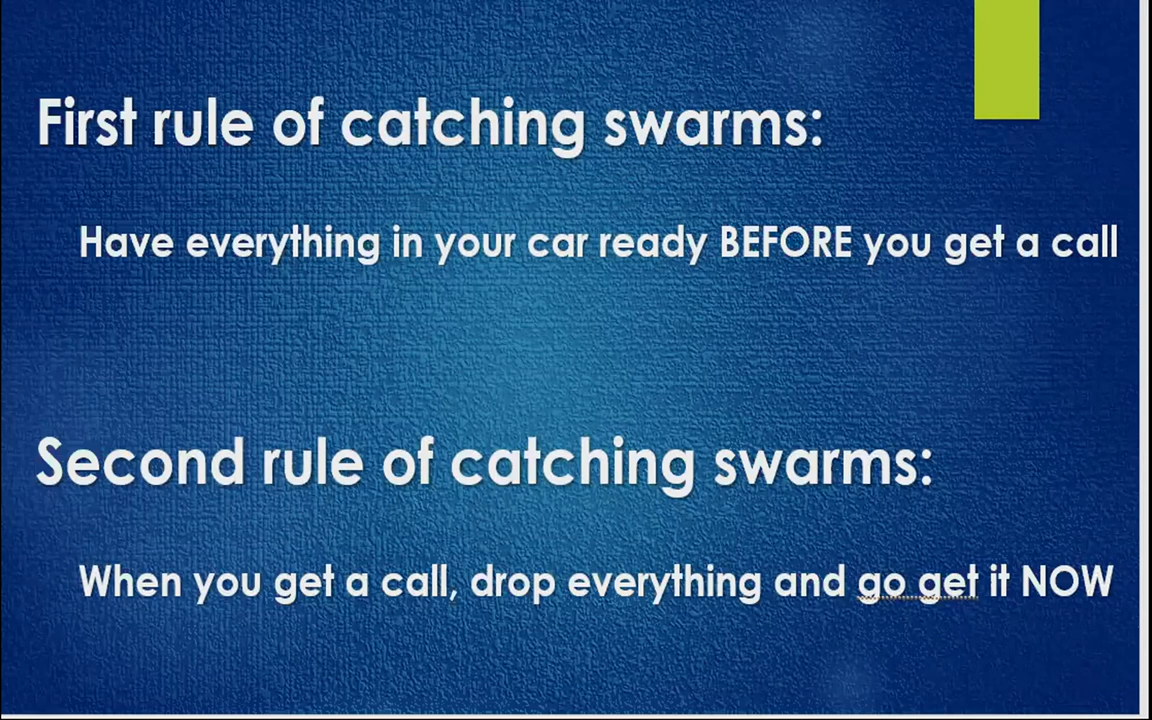 First rule of catching swarms:
Have everything in your car ready BEFORE you get a call
Second rule of catching swarms:
When you get a call, drop everything and go get it NOW